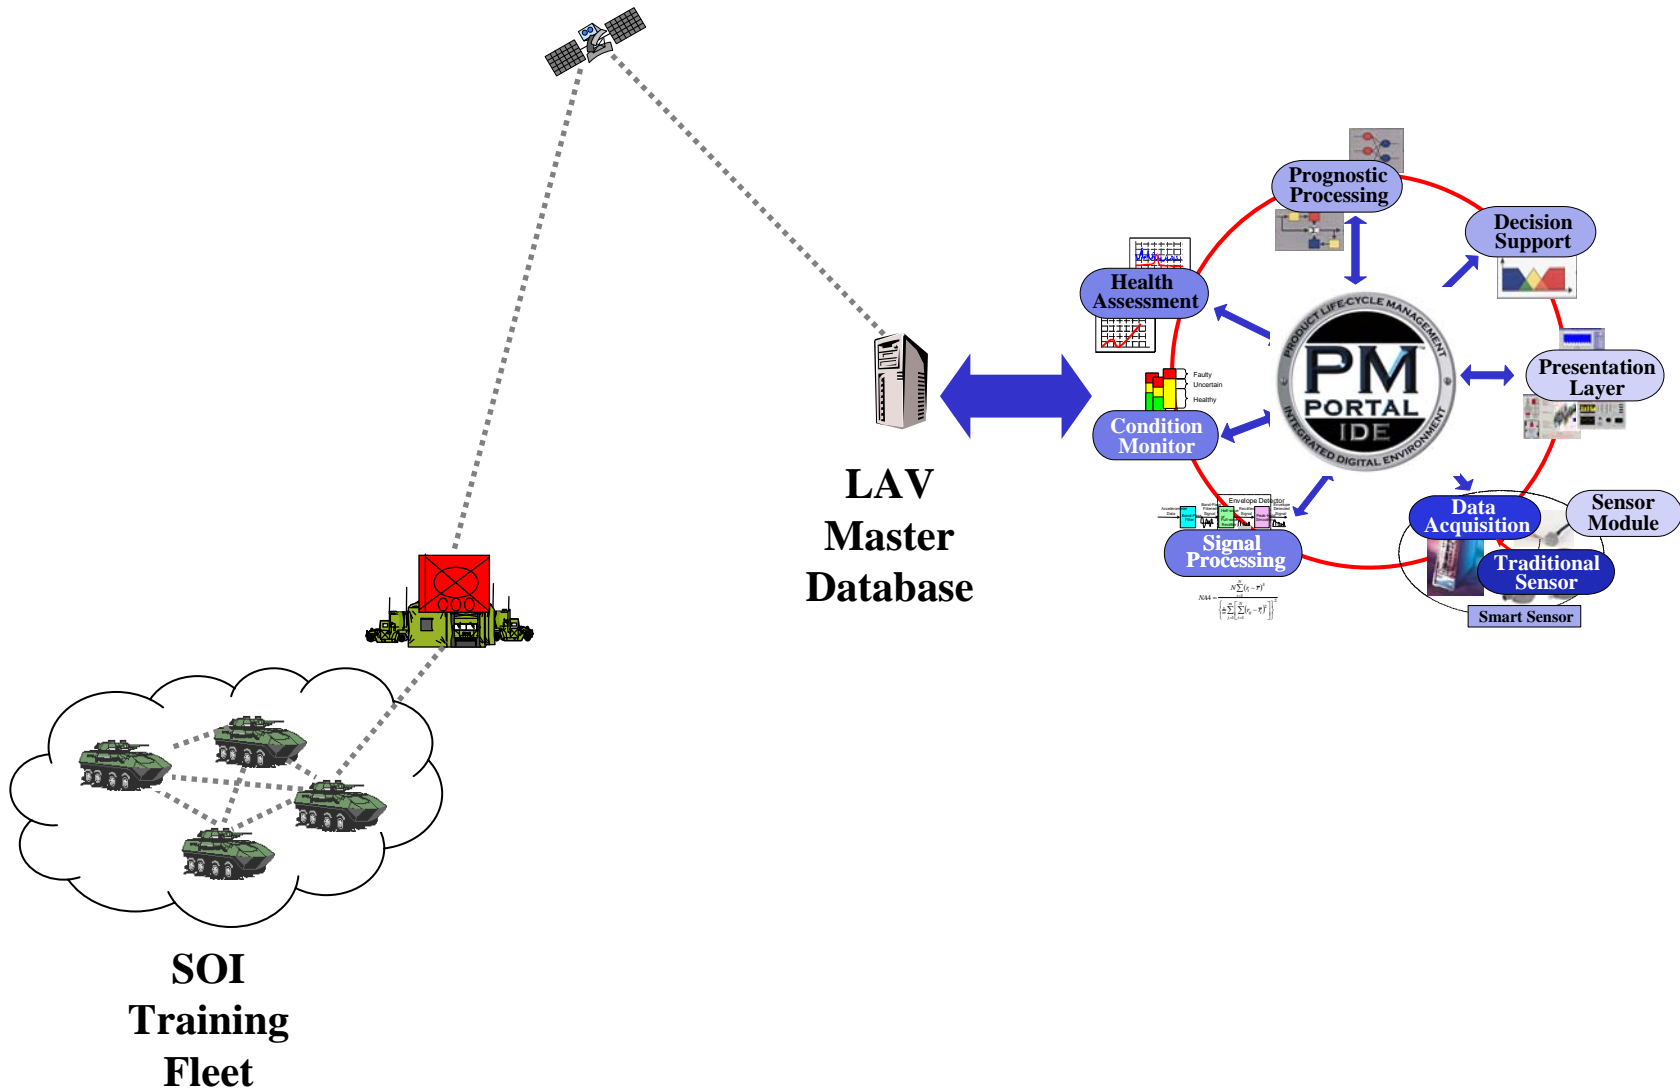 Prognostic
Processing
Decision
Support
Health
Assessment
PRODUCT LIFE-CYCLE MANAGEMENT
PM
PORTAL
IDE
INTEGRATED DIGITAL ENVIRONMENT
TM
Presentation
Layer
Faulty
Uncertain
Healthy
Condition
Monitor
LAV
Master
Database
Envelope Detector
Signal
Processing
Data
Acquisition
Sensor
Module
Traditional
Sensor
Smart Sensor
SOI
Training
Fleet